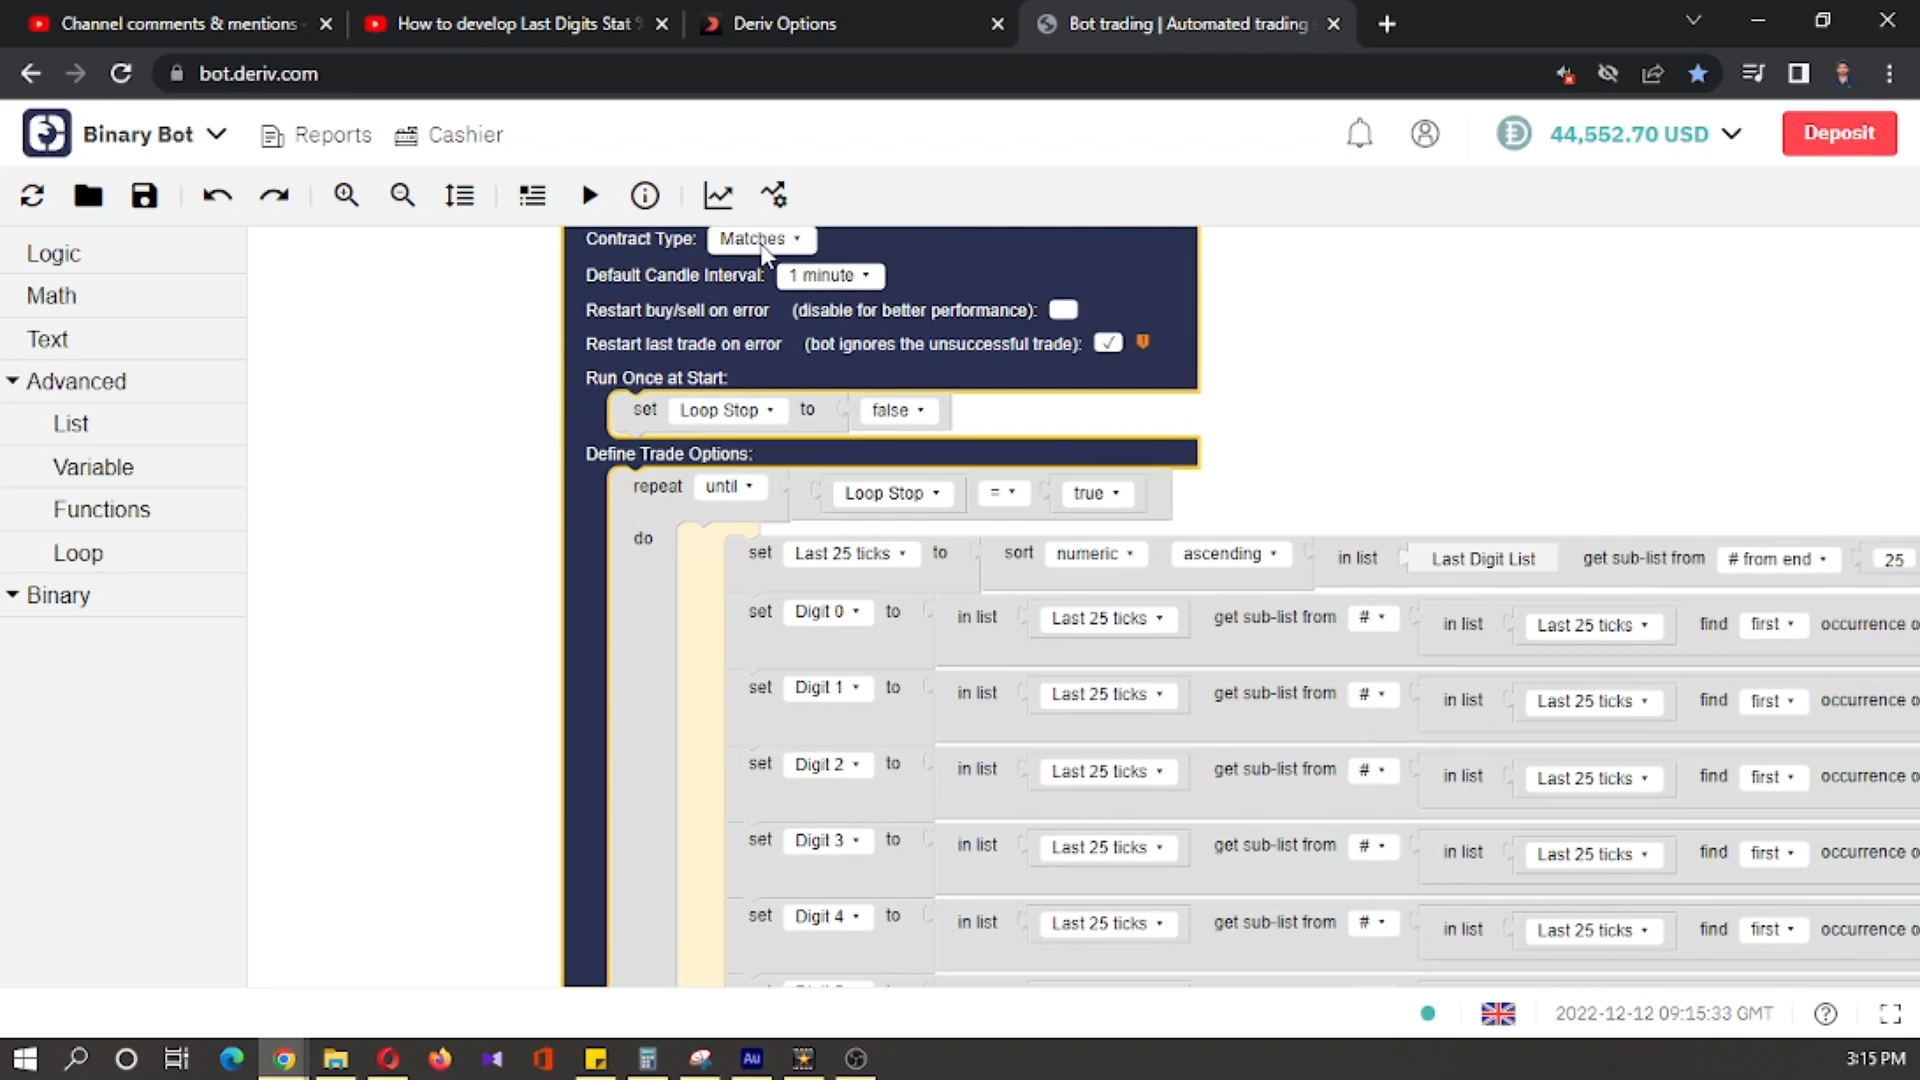 Channel comments & mentions
How to develop Last Digits Stat
Deriv Options
Bot trading | Automated trading
bot.deriv.com
Binary Bot
Reports
Cashier
44,552.70 USD
Deposit
Logic
Math
Text
Advanced
List
Variable
Functions
Loop
Binary
Contract Type: Matches
Default Candle Interval: 1 minute
Restart buy/sell on error (disable for better performance):
Restart last trade on error (bot ignores the unsuccessful trade): ✓
Run Once at Start:
set Loop Stop to false
Define Trade Options:
repeat until Loop Stop = true
do
set Last 25 ticks to sort numeric ascending in list Last Digit List get sub-list from # from end 25
set Digit 0 to in list Last 25 ticks get sub-list from # in list Last 25 ticks find first occurrence o
set Digit 1 to in list Last 25 ticks get sub-list from # in list Last 25 ticks find first occurrence o
set Digit 2 to in list Last 25 ticks get sub-list from # in list Last 25 ticks find first occurrence o
set Digit 3 to in list Last 25 ticks get sub-list from # in list Last 25 ticks find first occurrence o
set Digit 4 to in list Last 25 ticks get sub-list from # in list Last 25 ticks find first occurrence o
2022-12-12 09:15:33 GMT
Au
3:15 PM